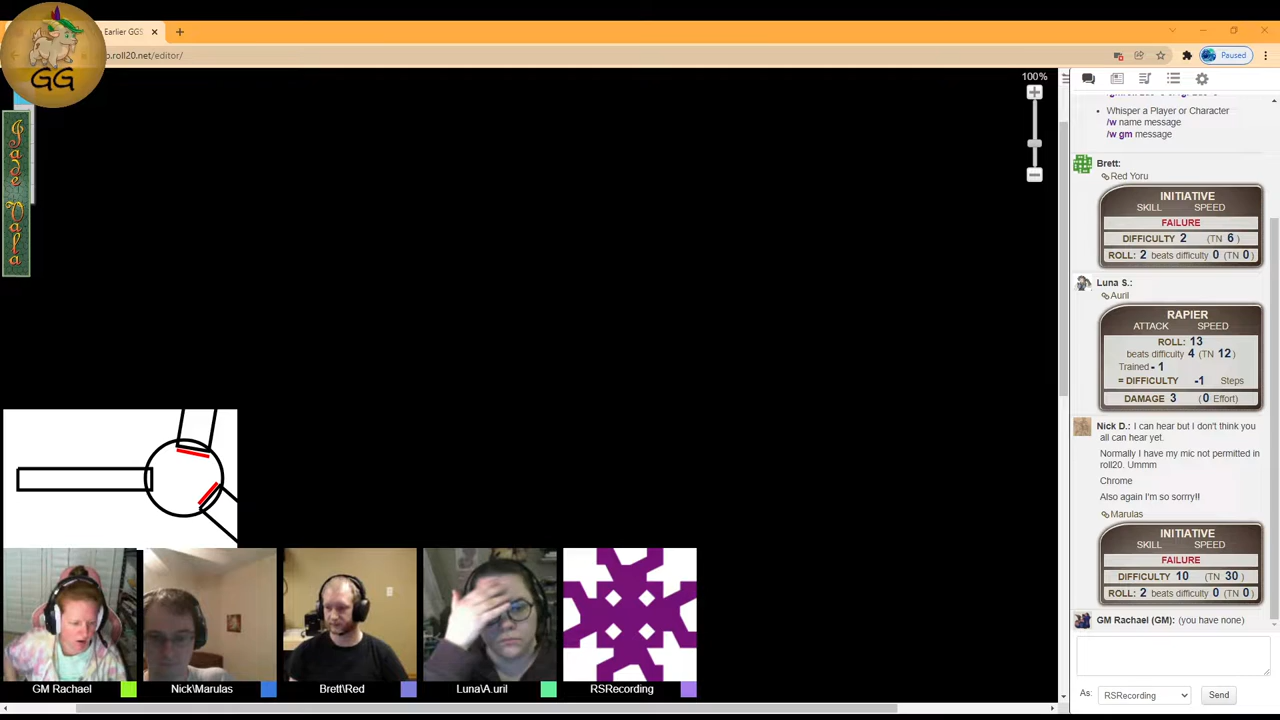 Earlier GGS
p.roll20.net/editor/
Paused
GG
Jade Vala
100%
Whisper a Player or Character
/w name message
/w gm message
Brett:
Red Yoru
INITIATIVE
SKILL SPEED
FAILURE
DIFFICULTY 2 (TN 6 )
ROLL: 2 beats difficulty 0 (TN 0 )
Luna S.:
Auril
RAPIER
ATTACK SPEED
ROLL: 13
beats difficulty 4 (TN 12 )
Trained - 1
= DIFFICULTY -1 Steps
DAMAGE 3 ( 0 Effort)
Nick D.: I can hear but I don't think you
all can hear yet.
Normally I have my mic not permitted in
roll20. Ummm
Chrome
Also again I'm so sorrry!!
Marulas
INITIATIVE
SKILL SPEED
FAILURE
DIFFICULTY 10 (TN 30 )
ROLL: 2 beats difficulty 0 (TN 0 )
GM Rachael (GM): (you have none)
As: RSRecording Send
GM Rachael
Nick\Marulas
Brett\Red
Luna\A.uril
RSRecording